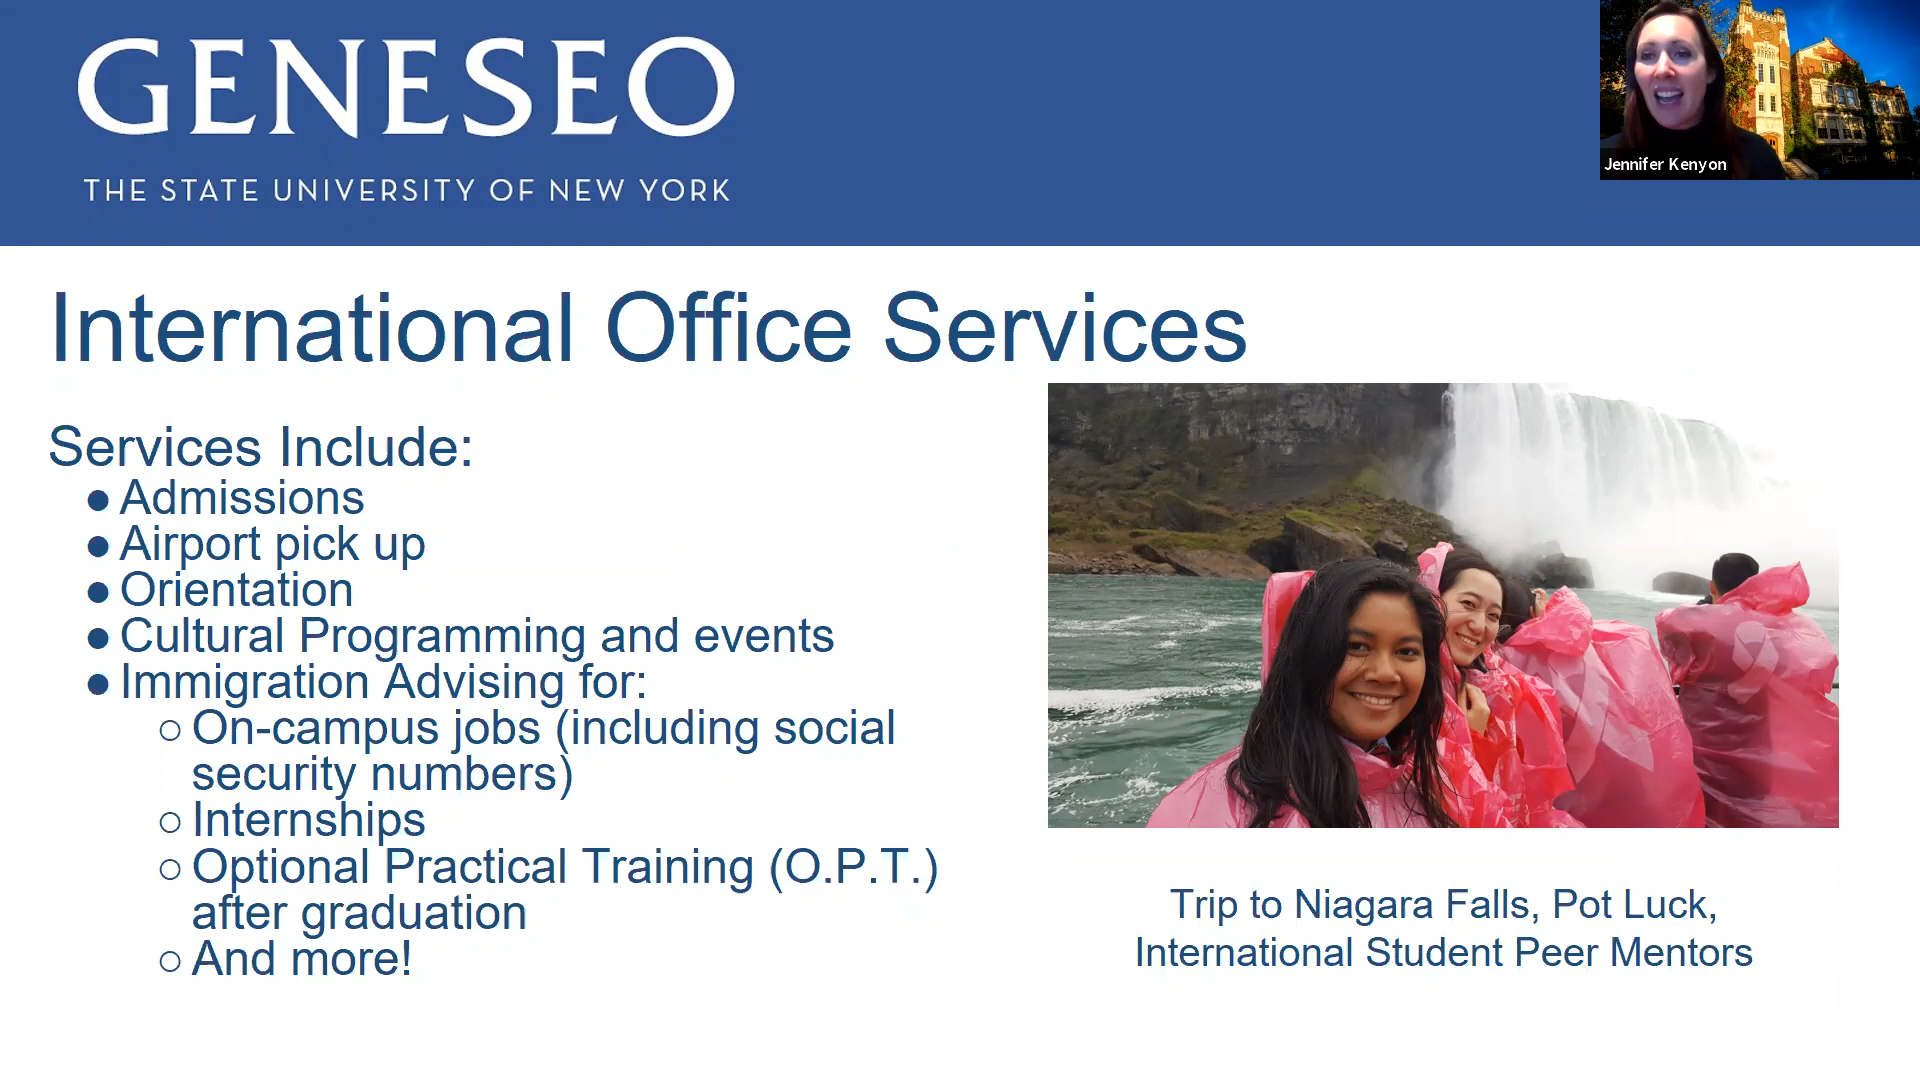 GENESEO
THE STATE UNIVERSITY OF NEW YORK
Jennifer Kenyon
International Office Services
Services Include:
● Admissions
● Airport pick up
● Orientation
● Cultural Programming and events
● Immigration Advising for:
○ On-campus jobs (including social
security numbers)
○ Internships
○ Optional Practical Training (O.P.T.)
after graduation
○ And more!
Trip to Niagara Falls, Pot Luck,
International Student Peer Mentors